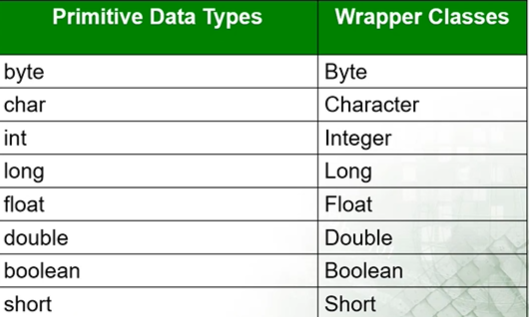 Primitive Data Types Wrapper Classes
byte Byte
char Character
int Integer
long Long
float Float
double Double
boolean Boolean
short Short